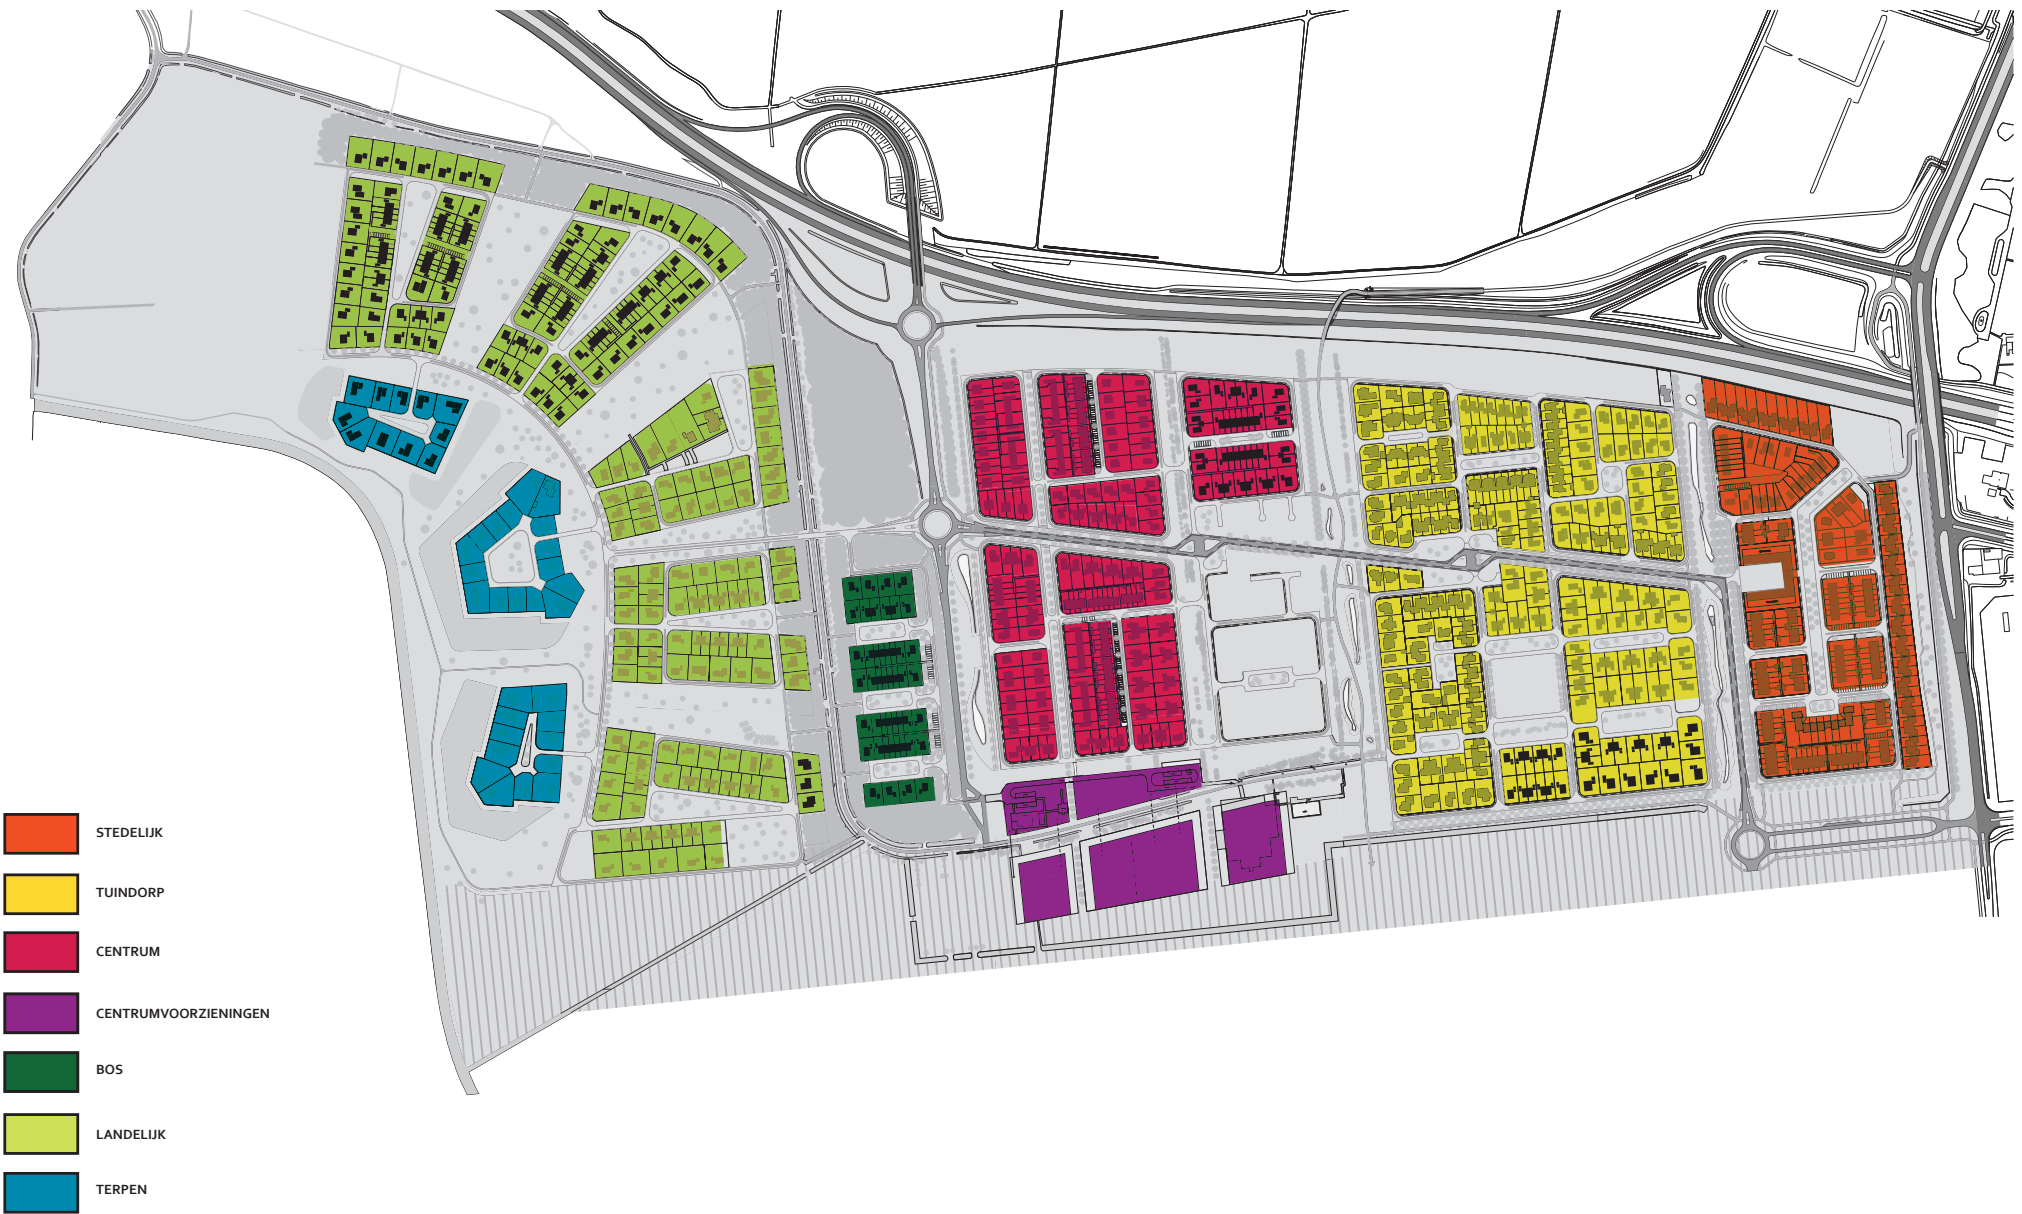 STEDELIJK
TUINDORP
CENTRUM
CENTRUMVOORZIENINGEN
BOS
LANDELIJK
TERPEN